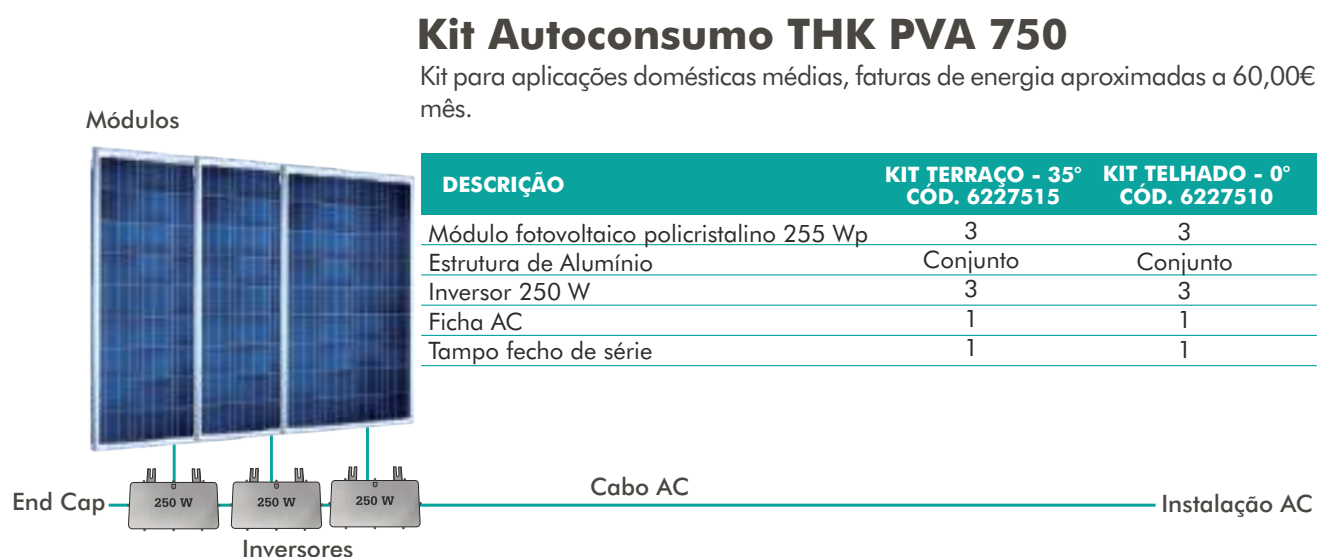 Kit Autoconsumo THK PVA 750
Kit para aplicações domésticas médias, faturas de energia aproximadas a 60,00€
mês.
Módulos
DESCRIÇÃO KIT TERRAÇO - 35° KIT TELHADO - 0°
CÓD. 6227515 CÓD. 6227510
Módulo fotovoltaico policristalino 255 Wp 3 3
Estrutura de Alumínio Conjunto Conjunto
Inversor 250 W 3 3
Ficha AC 1 1
Tampo fecho de série 1 1
End Cap 250 W 250 W 250 W Cabo AC Instalação AC
Inversores